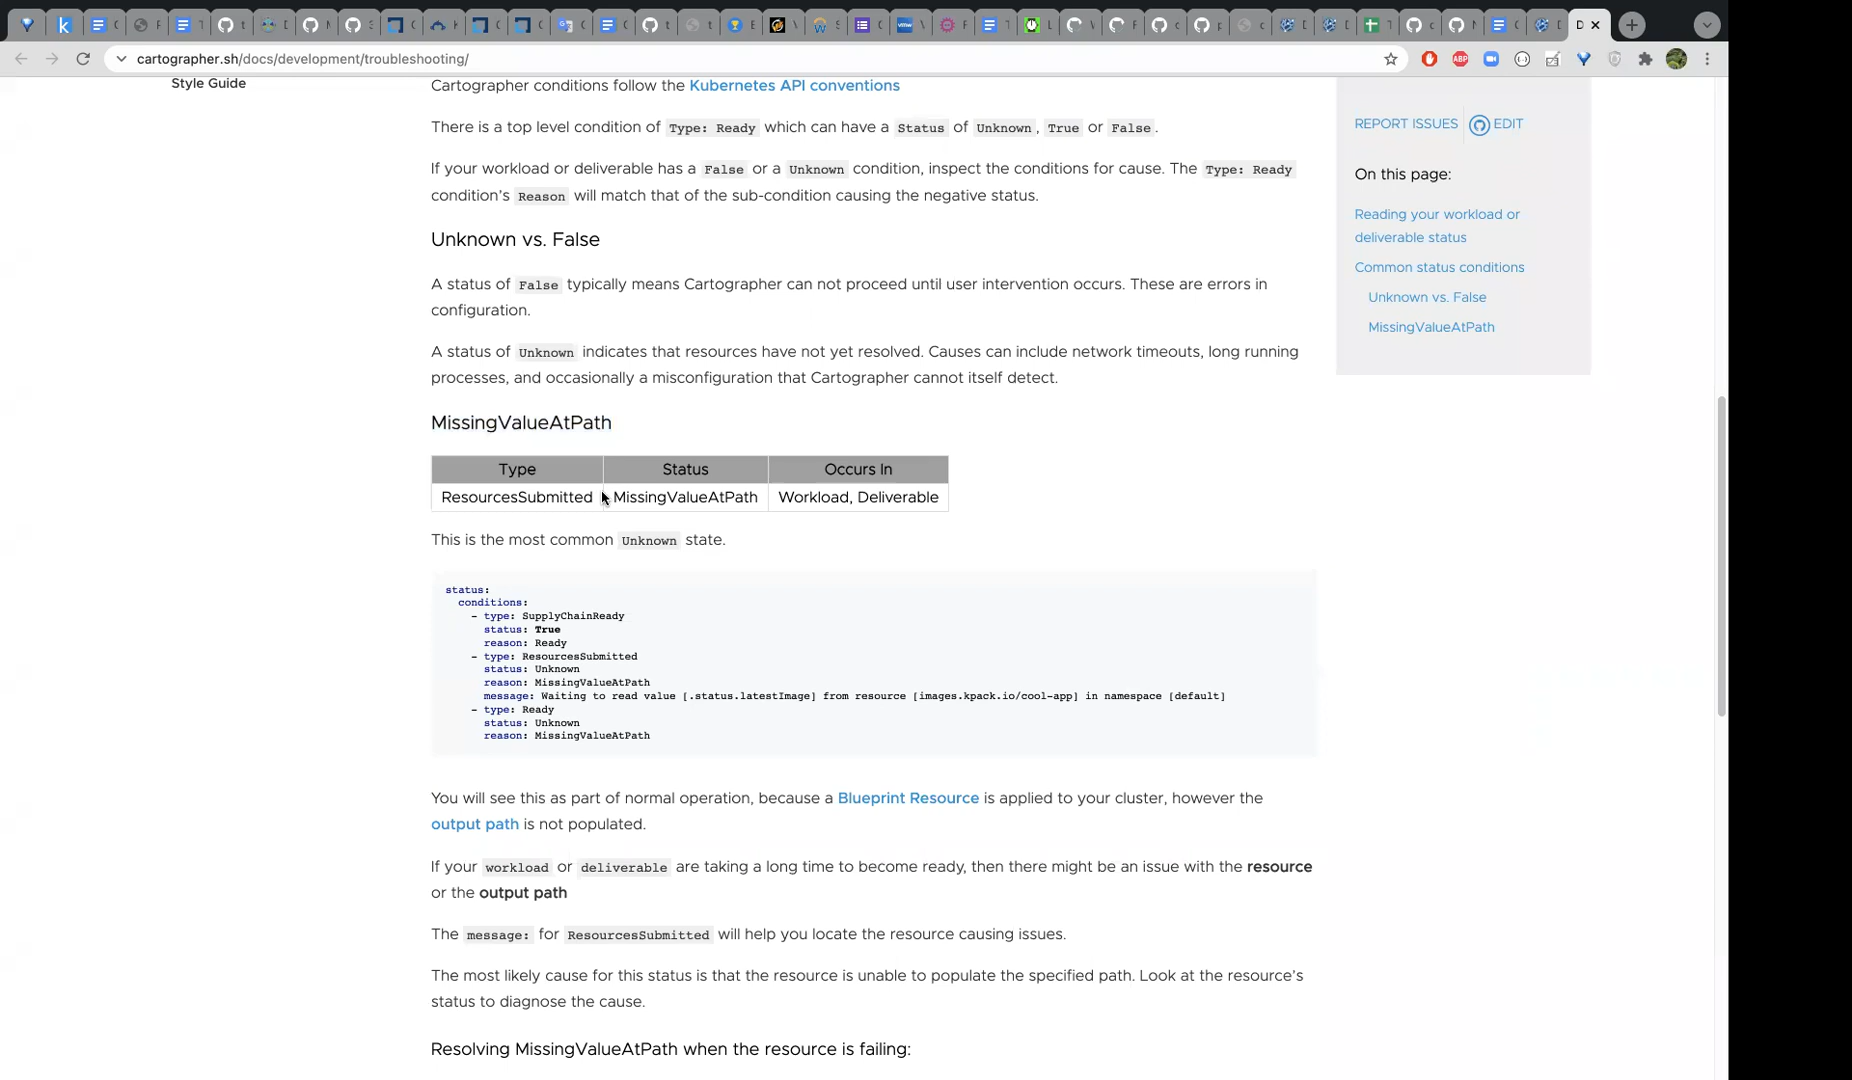 cartographer.sh/docs/development/troubleshooting/
Style Guide
Cartographer conditions follow the Kubernetes API conventions
There is a top level condition of Type: Ready which can have a Status of Unknown, True or False.
If your workload or deliverable has a False or a Unknown condition, inspect the conditions for cause. The Type: Ready
condition's Reason will match that of the sub-condition causing the negative status.
Unknown vs. False
A status of False typically means Cartographer can not proceed until user intervention occurs. These are errors in
configuration.
A status of Unknown indicates that resources have not yet resolved. Causes can include network timeouts, long running
processes, and occasionally a misconfiguration that Cartographer cannot itself detect.
MissingValueAtPath
Type Status Occurs In
ResourcesSubmitted MissingValueAtPath Workload, Deliverable
This is the most common Unknown state.
status:
conditions:
- type: SupplyChainReady
status: True
reason: Ready
- type: ResourcesSubmitted
status: Unknown
reason: MissingValueAtPath
message: Waiting to read value [.status.latestImage] from resource [images.kpack.io/cool-app] in namespace [default]
- type: Ready
status: Unknown
reason: MissingValueAtPath
You will see this as part of normal operation, because a Blueprint Resource is applied to your cluster, however the
output path is not populated.
If your workload or deliverable are taking a long time to become ready, then there might be an issue with the resource
or the output path
The message: for ResourcesSubmitted will help you locate the resource causing issues.
The most likely cause for this status is that the resource is unable to populate the specified path. Look at the resource's
status to diagnose the cause.
Resolving MissingValueAtPath when the resource is failing:
REPORT ISSUES EDIT
On this page:
Reading your workload or
deliverable status
Common status conditions
Unknown vs. False
MissingValueAtPath